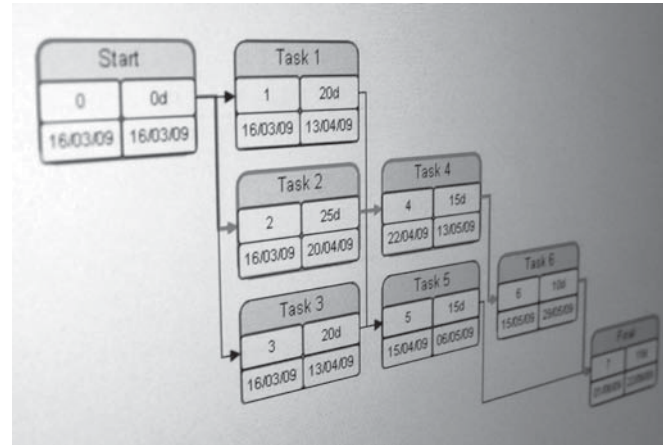 Start
0 0d
16/03/09 16/03/09
Task 1
1 20d
16/03/09 13/04/09
Task 2
2 25d
16/03/09 20/04/09
Task 3
3 20d
16/03/09 13/04/09
Task 4
4 15d
22/04/09 13/05/09
Task 5
5 15d
15/04/09 06/05/09
Task 6
6 10d
15/05/09 29/05/09
Final
7